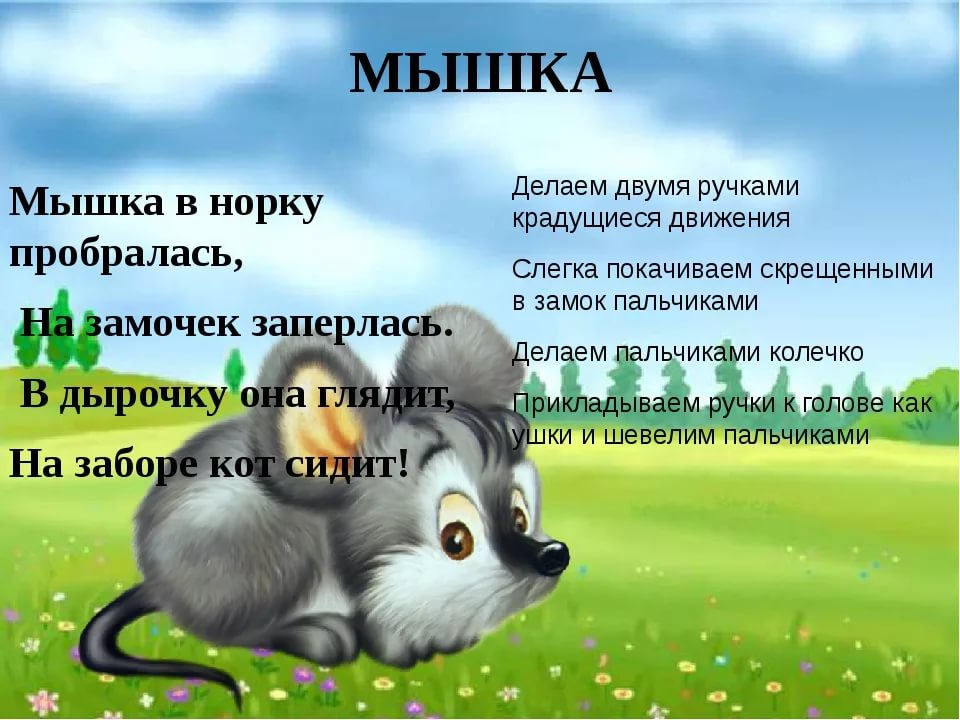 МЫШКА
Мышка в норку
пробралась,
На замочек заперлась.
В дырочку она глядит,
На заборе кот сидит!
Делаем двумя ручками
крадущиеся движения
Слегка покачиваем скрещенными
в замок пальчиками
Делаем пальчиками колечко
Прикладываем ручки к голове как
ушки и шевелим пальчиками